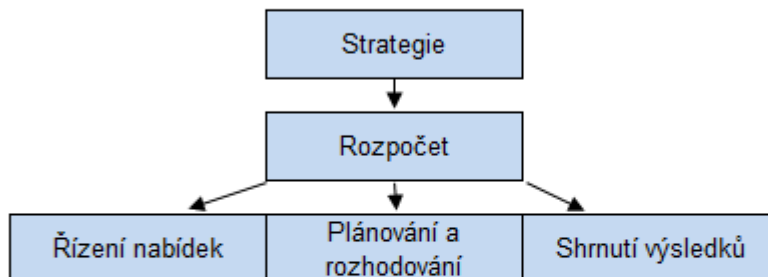 Strategie
Rozpočet
Řízení nabídek
Plánování a
rozhodování
Shrnutí výsledků